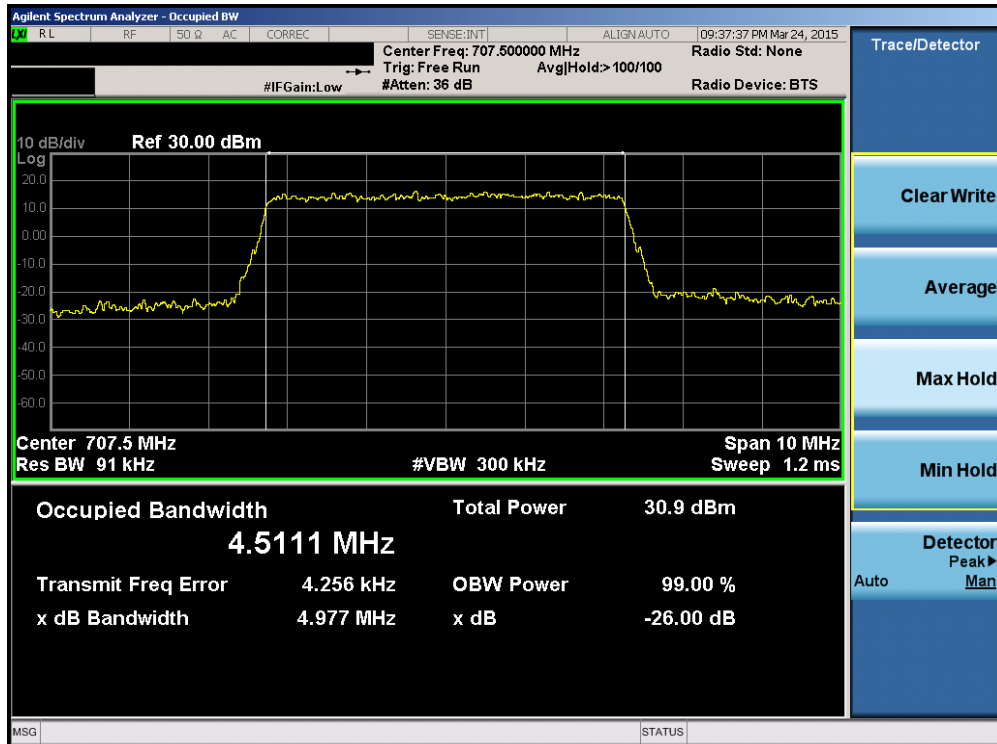 Agilent Spectrum Analyzer - Occupied BW
LXI RL RF 50 Ω AC CORREC SENSE:INT ALIGN AUTO 09:37:37 PM Mar 24, 2015
Center Freq: 707.500000 MHz Radio Std: None
Trig: Free Run Avg|Hold:> 100/100
#IFGain:Low #Atten: 36 dB Radio Device: BTS
10 dB/div Ref 30.00 dBm
Log
20.0
10.0
0.00
-10.0
-20.0
-30.0
-40.0
-50.0
-60.0
Center 707.5 MHz Span 10 MHz
Res BW 91 kHz #VBW 300 kHz Sweep 1.2 ms
Occupied Bandwidth Total Power 30.9 dBm
4.5111 MHz
Transmit Freq Error 4.256 kHz OBW Power 99.00 %
x dB Bandwidth 4.977 MHz x dB -26.00 dB
MSG STATUS
Trace/Detector
Clear Write
Average
Max Hold
Min Hold
Detector
Peak▶
Auto Man